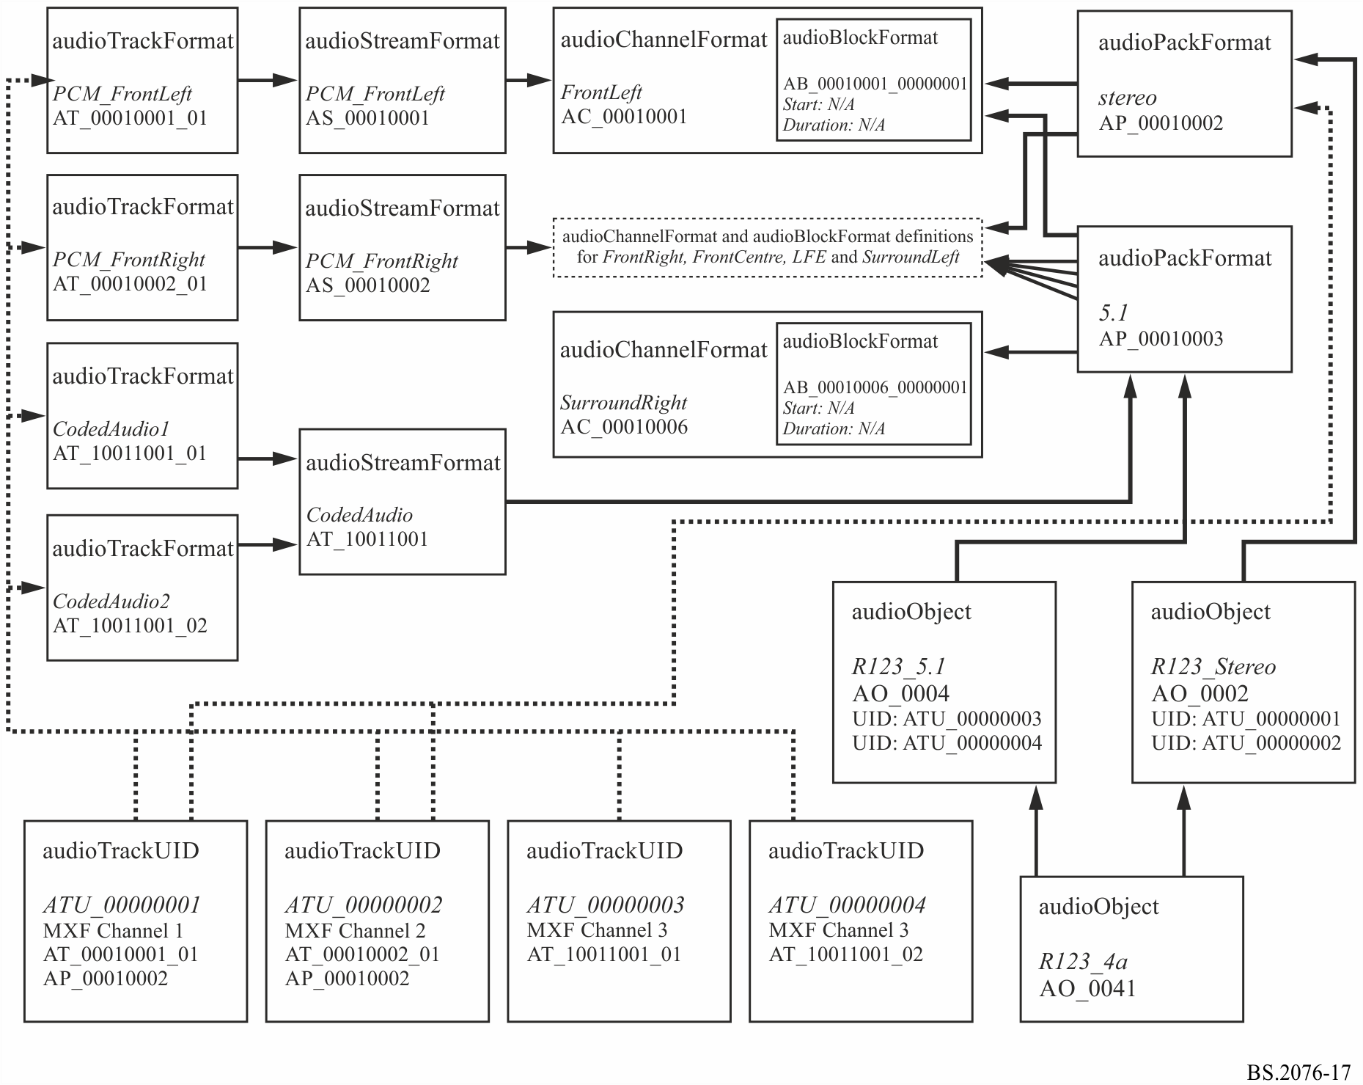 audioTrackFormat
PCM_FrontLeft
AT_00010001_01
audioStreamFormat
PCM_FrontLeft
AS_00010001
audioChannelFormat
FrontLeft
AC_00010001
audioBlockFormat
AB_00010001_00000001
Start: N/A
Duration: N/A
audioPackFormat
stereo
AP_00010002
audioTrackFormat
PCM_FrontRight
AT_00010002_01
audioStreamFormat
PCM_FrontRight
AS_00010002
audioChannelFormat and audioBlockFormat definitions
for FrontRight, FrontCentre, LFE and SurroundLeft
audioPackFormat
5.1
AP_00010003
audioChannelFormat
SurroundRight
AC_00010006
audioBlockFormat
AB_00010006_00000001
Start: N/A
Duration: N/A
audioTrackFormat
CodedAudio1
AT_10011001_01
audioStreamFormat
CodedAudio
AT_10011001
audioTrackFormat
CodedAudio2
AT_10011001_02
audioObject
R123_5.1
AO_0004
UID: ATU_00000003
UID: ATU_00000004
audioObject
R123_Stereo
AO_0002
UID: ATU_00000001
UID: ATU_00000002
audioTrackUID
ATU_00000001
MXF Channel 1
AT_00010001_01
AP_00010002
audioTrackUID
ATU_00000002
MXF Channel 2
AT_00010002_01
AP_00010002
audioTrackUID
ATU_00000003
MXF Channel 3
AT_10011001_01
audioTrackUID
ATU_00000004
MXF Channel 3
AT_10011001_02
audioObject
R123_4a
AO_0041
BS.2076-17